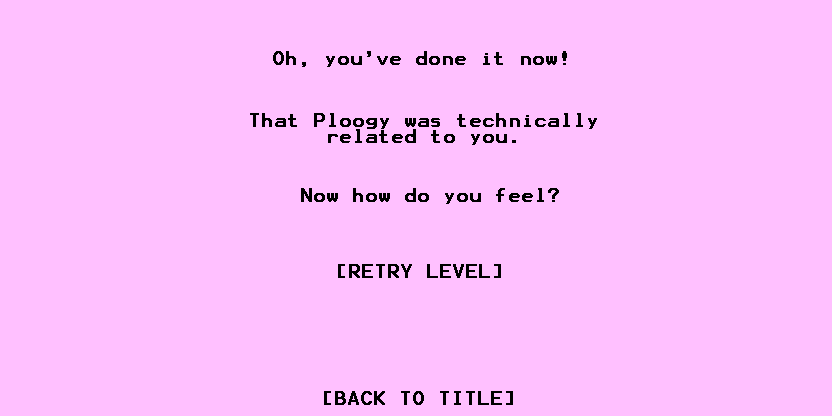 Oh, you've done it now!
That Ploogy was technically
related to you.
Now how do you feel?
[RETRY LEVEL]
[BACK TO TITLE]